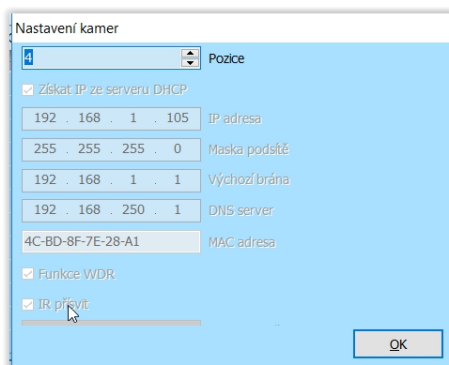 Nastavení kamer
4 Pozice
Získat IP ze serveru DHCP
192 . 168 . 1 . 105 IP adresa
255 . 255 . 255 . 0 Maska podsítě
192 . 168 . 1 . 1 Výchozí brána
192 . 168 . 250 . 1 DNS server
4C-BD-8F-7E-28-A1 MAC adresa
Funkce WDR
IR přísvit
OK